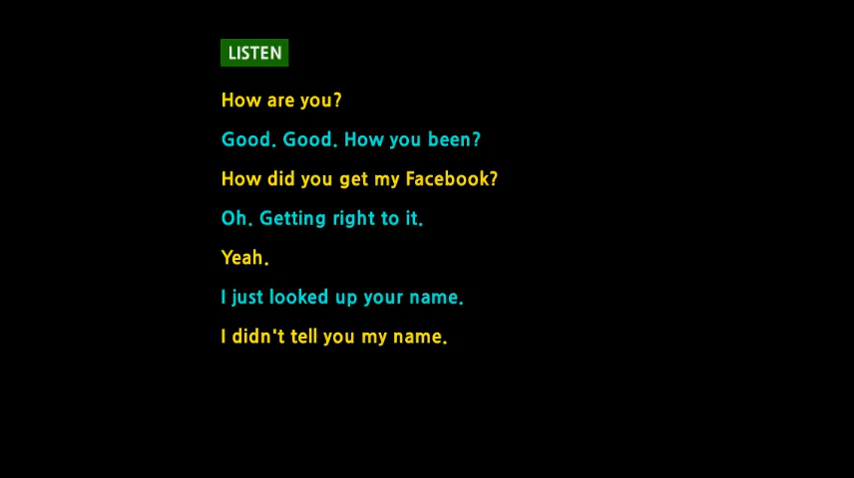 LISTEN
How are you?
Good. Good. How you been?
How did you get my Facebook?
Oh. Getting right to it.
Yeah.
I just looked up your name.
I didn't tell you my name.